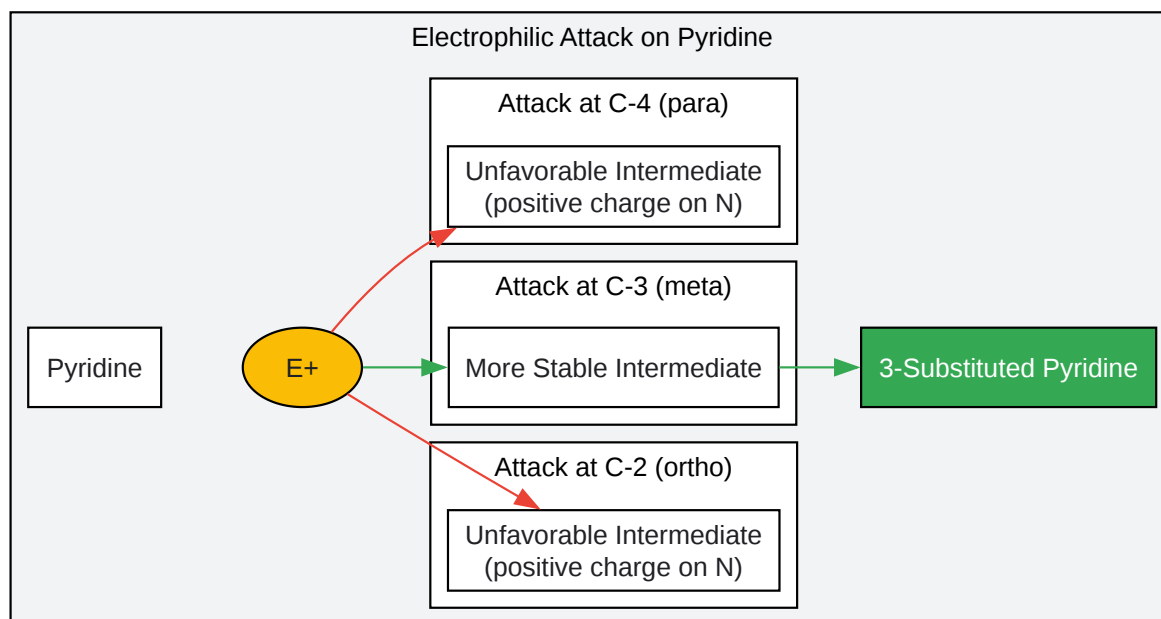 Electrophilic Attack on Pyridine
Attack at C-4 (para)
Unfavorable Intermediate
(positive charge on N)
Attack at C-3 (meta)
Pyridine
E+
More Stable Intermediate
3-Substituted Pyridine
Attack at C-2 (ortho)
Unfavorable Intermediate
(positive charge on N)